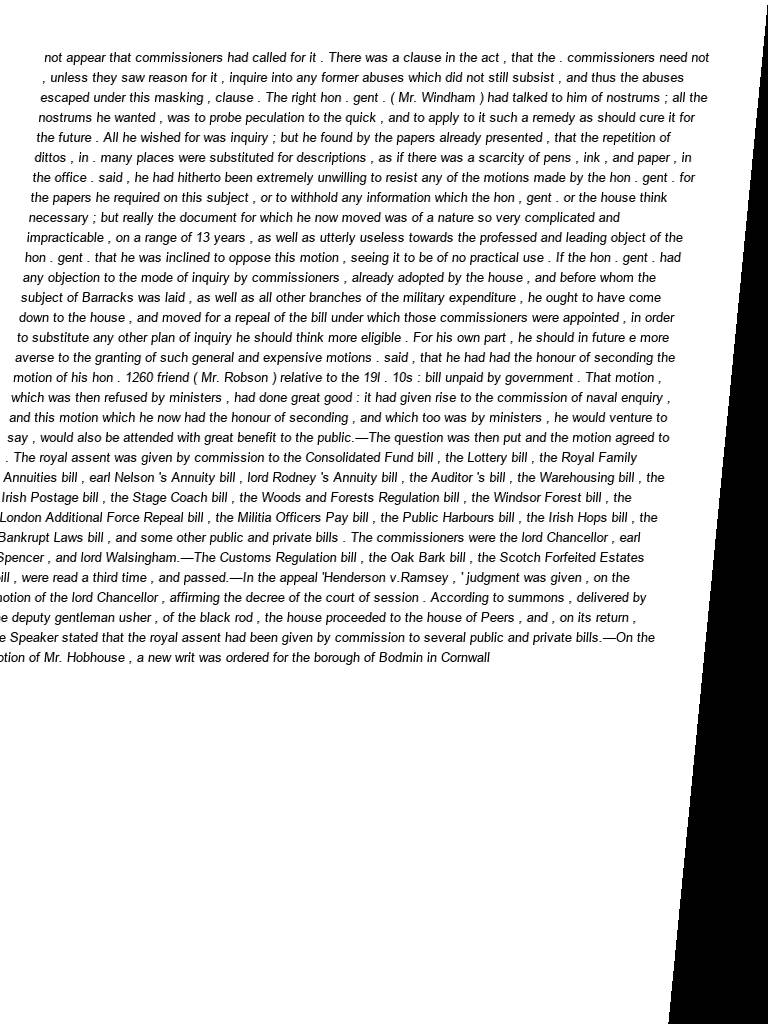 not appear that commissioners had called for it . There was a clause in the act , that the . commissioners need not
, unless they saw reason for it , inquire into any former abuses which did not still subsist , and thus the abuses
escaped under this masking , clause . The right hon . gent . ( Mr. Windham ) had talked to him of nostrums ; all the
nostrums he wanted , was to probe peculation to the quick , and to apply to it such a remedy as should cure it for
the future . All he wished for was inquiry ; but he found by the papers already presented , that the repetition of
dittos , in . many places were substituted for descriptions , as if there was a scarcity of pens , ink , and paper , in
the office . said , he had hitherto been extremely unwilling to resist any of the motions made by the hon . gent . for
the papers he required on this subject , or to withhold any information which the hon , gent . or the house think
necessary ; but really the document for which he now moved was of a nature so very complicated and
impracticable , on a range of 13 years , as well as utterly useless towards the professed and leading object of the
hon . gent . that he was inclined to oppose this motion , seeing it to be of no practical use . If the hon . gent . had
any objection to the mode of inquiry by commissioners , already adopted by the house , and before whom the
subject of Barracks was laid , as well as all other branches of the military expenditure , he ought to have come
down to the house , and moved for a repeal of the bill under which those commissioners were appointed , in order
to substitute any other plan of inquiry he should think more eligible . For his own part , he should in future e more
averse to the granting of such general and expensive motions . said , that he had had the honour of seconding the
motion of his hon . 1260 friend ( Mr. Robson ) relative to the 19l . 10s : bill unpaid by government . That motion ,
which was then refused by ministers , had done great good : it had given rise to the commission of naval enquiry ,
and this motion which he now had the honour of seconding , and which too was by ministers , he would venture to
say , would also be attended with great benefit to the public.—The question was then put and the motion agreed to
. The royal assent was given by commission to the Consolidated Fund bill , the Lottery bill , the Royal Family
Annuities bill , earl Nelson 's Annuity bill , lord Rodney 's Annuity bill , the Auditor 's bill , the Warehousing bill , the
Irish Postage bill , the Stage Coach bill , the Woods and Forests Regulation bill , the Windsor Forest bill , the
London Additional Force Repeal bill , the Militia Officers Pay bill , the Public Harbours bill , the Irish Hops bill , the
Bankrupt Laws bill , and some other public and private bills . The commissioners were the lord Chancellor , earl
Spencer , and lord Walsingham.—The Customs Regulation bill , the Oak Bark bill , the Scotch Forfeited Estates
, were read a third time , and passed.—In the appeal 'Henderson v.Ramsey , ' judgment was given , on the
of the lord Chancellor , affirming the decree of the court of session . According to summons , delivered by
deputy gentleman usher , of the black rod , the house proceeded to the house of Peers , and , on its return ,
Speaker stated that the royal assent had been given by commission to several public and private bills.—On the
of Mr. Hobhouse , a new writ was ordered for the borough of Bodmin in Cornwall